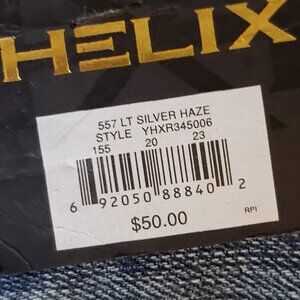 HELIX
557 LT SILVER HAZE
STYLE YHXR345006
155 20 23
6 92050 88840 2
RPI
$50.00